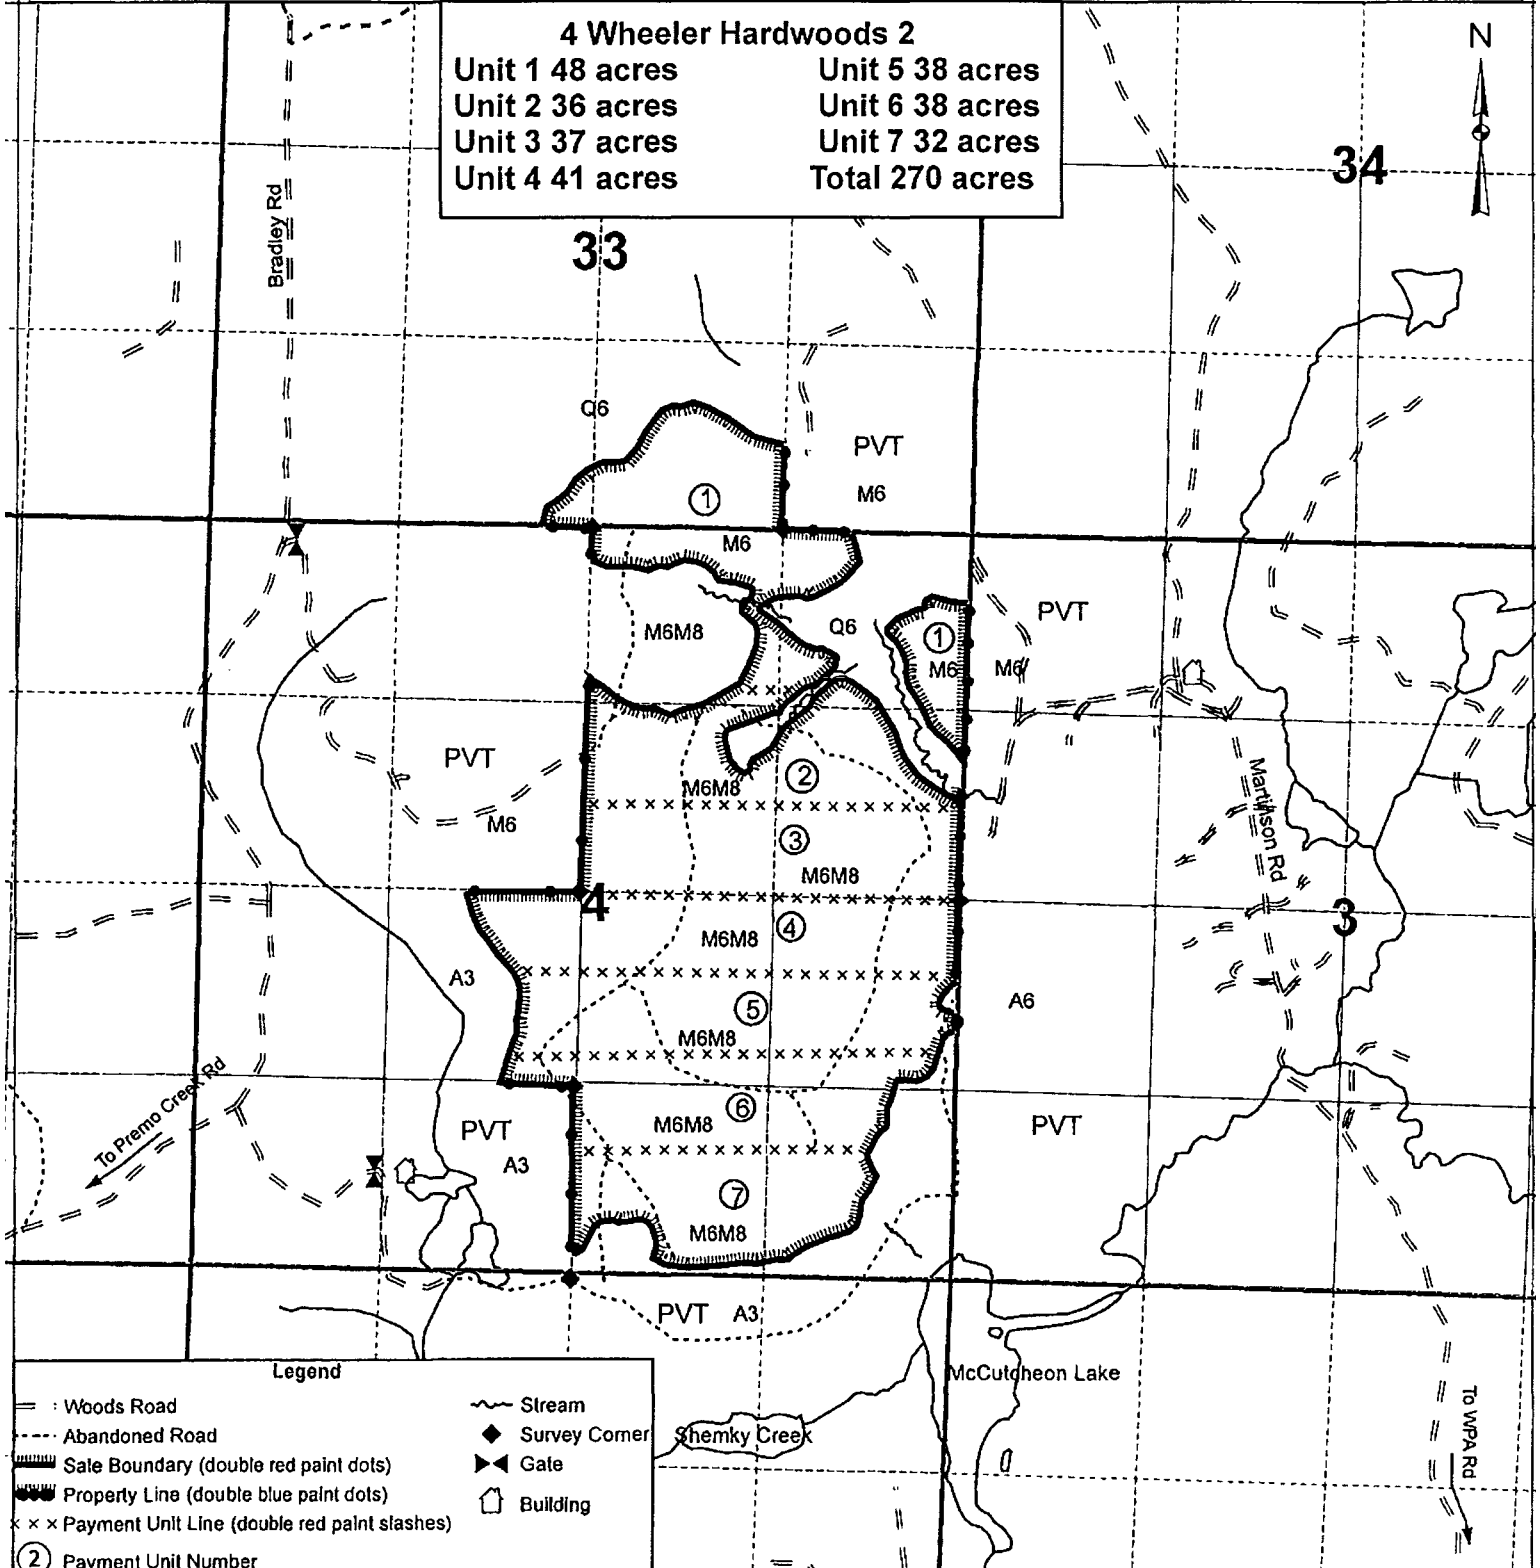 4 Wheeler Hardwoods 2
Unit 1 48 acres Unit 5 38 acres
Unit 2 36 acres Unit 6 38 acres
Unit 3 37 acres Unit 7 32 acres
Unit 4 41 acres Total 270 acres
N
34
Bradley Rd
33
Q6
PVT
1
M6
M6
PVT
Q6
M6M8
1
M6
M6
PVT
2
M6M8
Martinson Rd
M6
3
M6M8
4
3
4
M6M8
A3
A6
5
M6M8
To Premo Creek Rd
6
M6M8
PVT
PVT
A3
7
M6M8
PVT A3
McCutcheon Lake
Shemky Creek
To WPA Rd
Legend
Woods Road
Abandoned Road
Sale Boundary (double red paint dots)
Property Line (double blue paint dots)
x x x Payment Unit Line (double red paint slashes)
2 Payment Unit Number
Stream
Survey Corner
Gate
Building